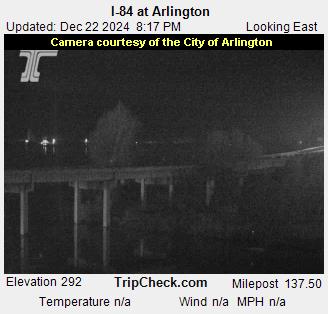 I-84 at Arlington
Updated: Dec 22 2024 8:17 PM Looking East
Camera courtesy of the City of Arlington
Elevation 292 TripCheck.com Milepost 137.50
Temperature n/a Wind n/a MPH n/a